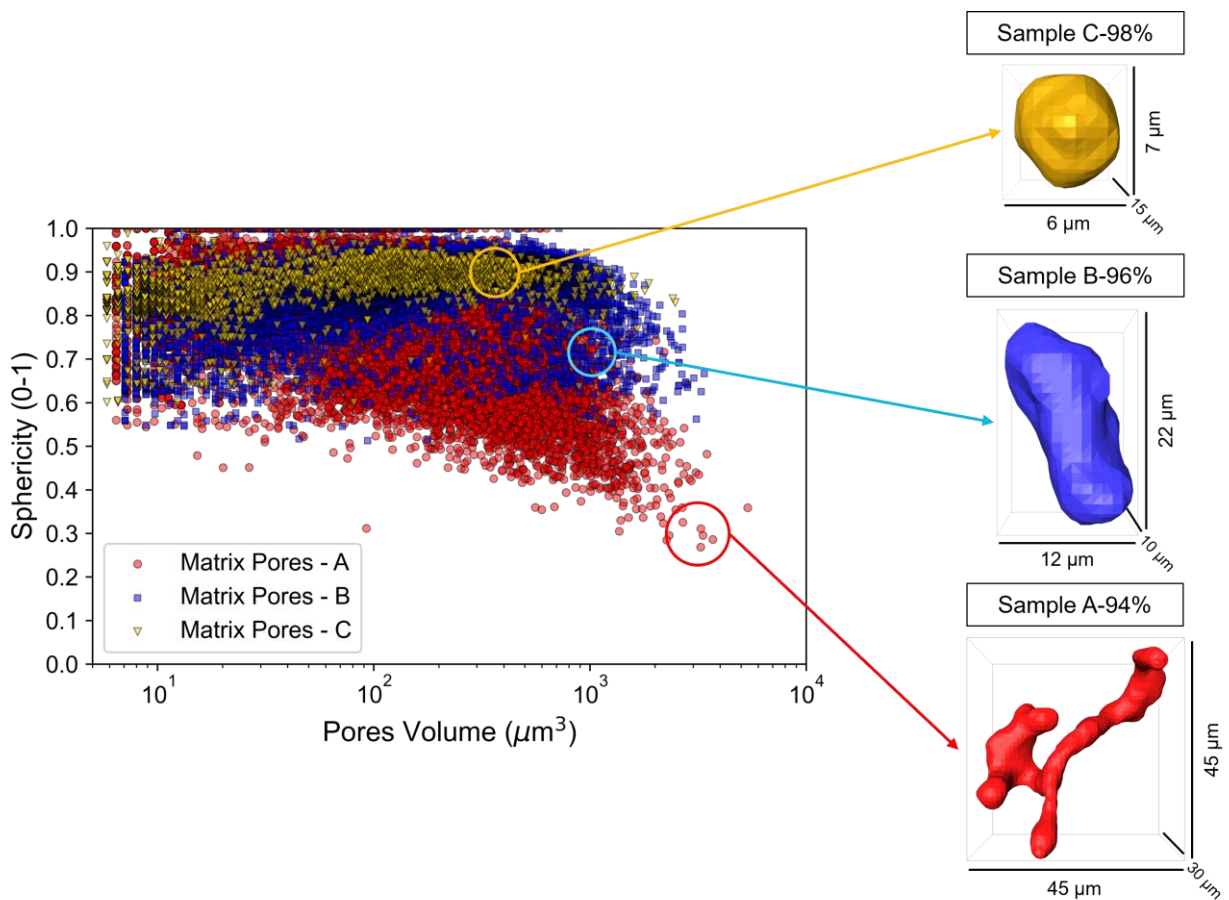 Sample C-98%
7 µm
15 µm
6 µm
Sample B-96%
22 µm
10 µm
12 µm
Sample A-94%
45 µm
30 µm
45 µm
Sphericity (0-1)
1.0
0.9
0.8
0.7
0.6
0.5
0.4
0.3
0.2
0.1
0.0
Matrix Pores - A
Matrix Pores - B
Matrix Pores - C
10¹ 10² 10³ 10⁴
Pores Volume (µm³)